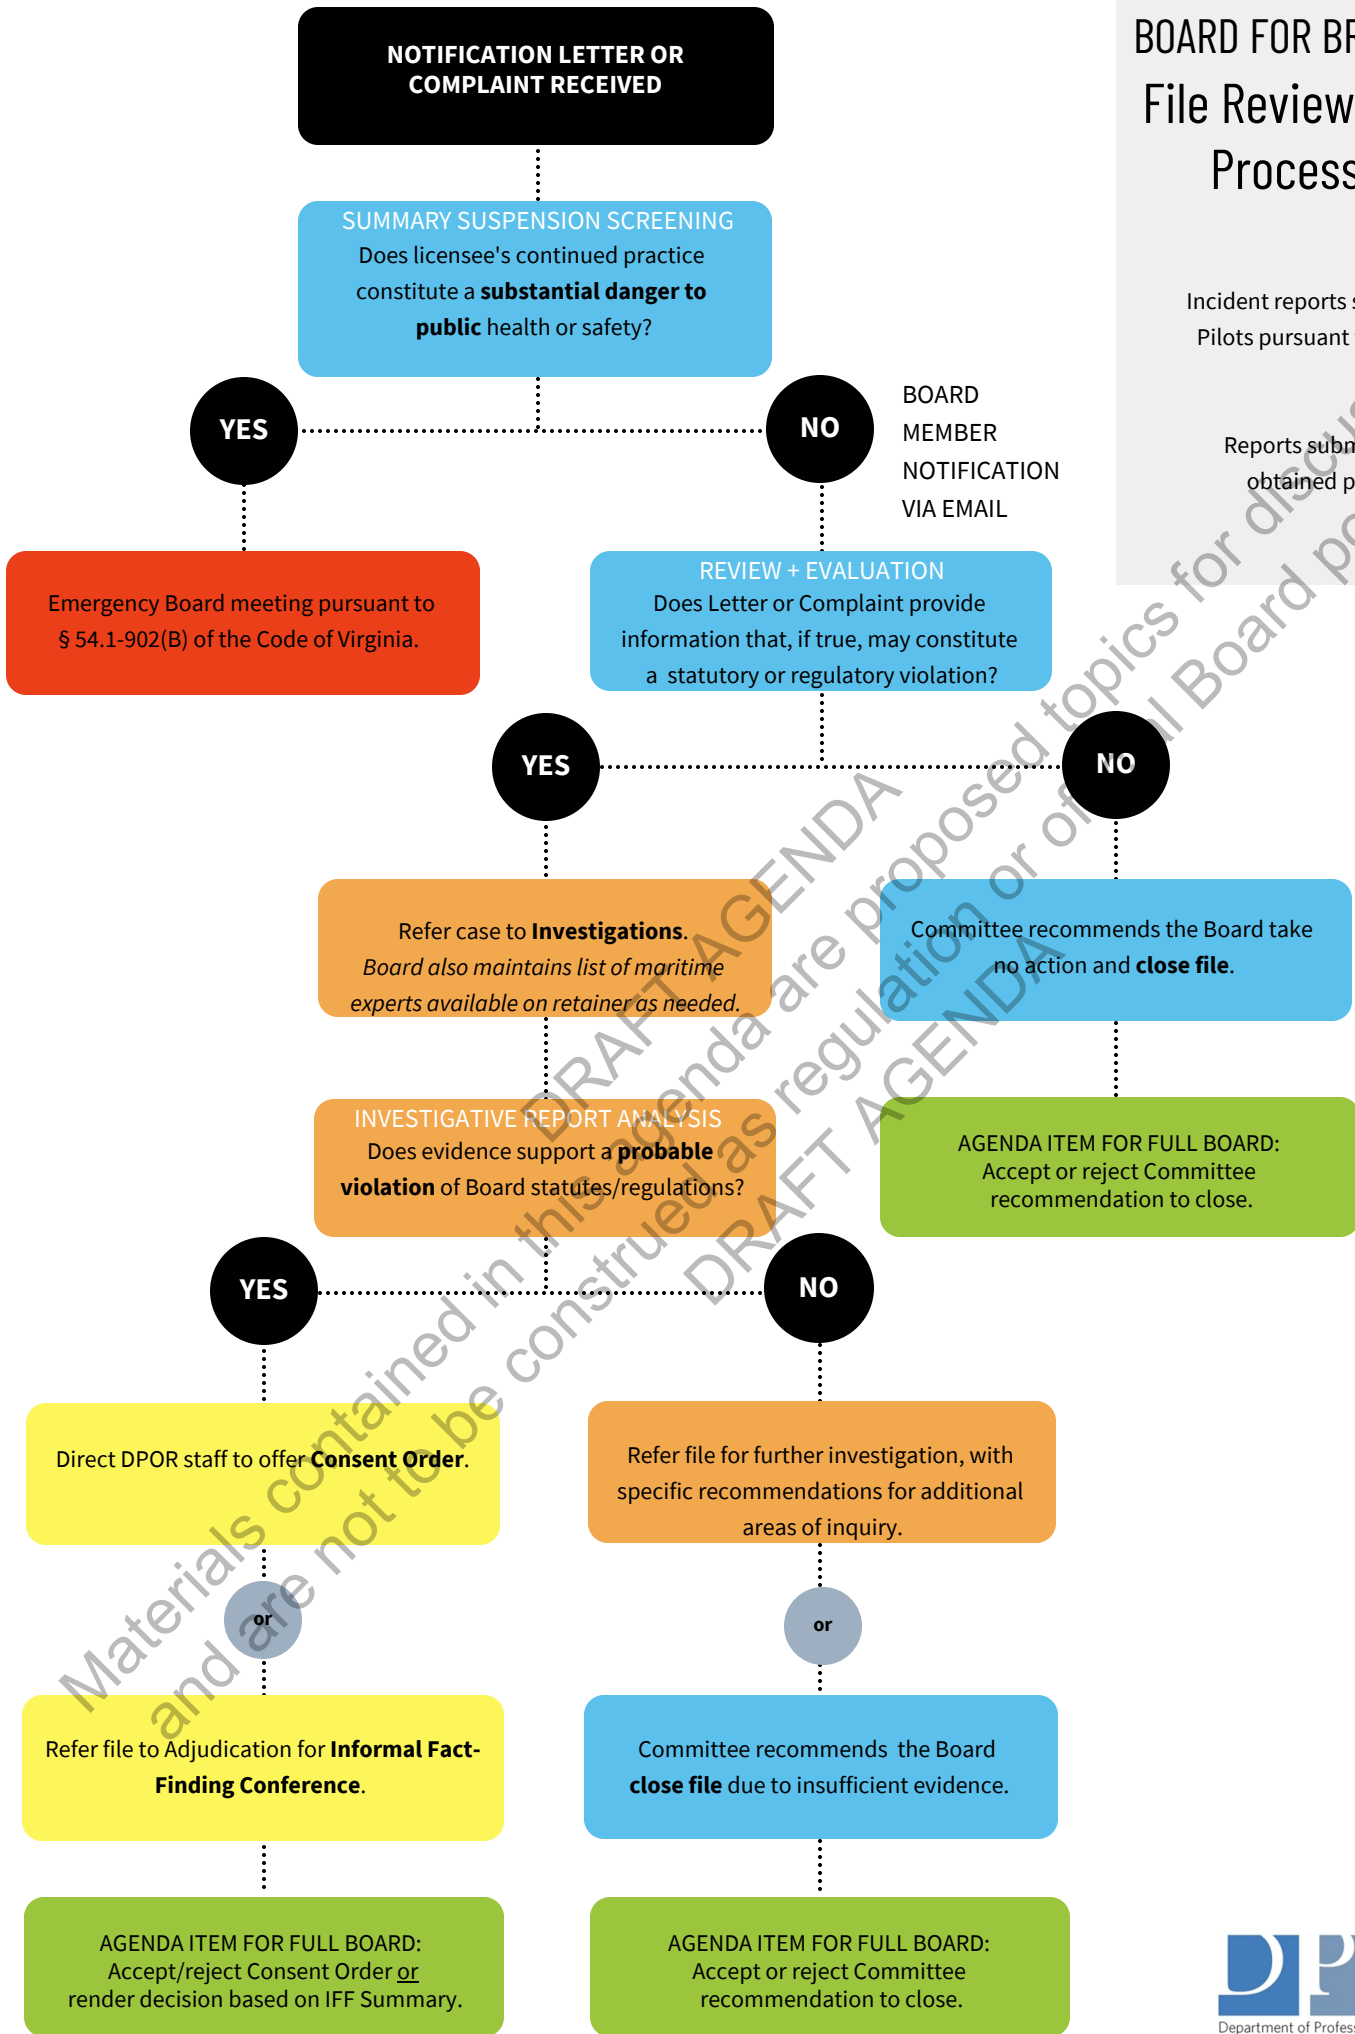 NOTIFICATION LETTER OR
COMPLAINT RECEIVED
BOARD FOR
File Review
Process
Incident reports
Pilots pursuant
Reports
obtained
SUMMARY SUSPENSION SCREENING
Does licensee's continued practice
constitute a substantial danger to
public health or safety?
YES
NO
BOARD
MEMBER
NOTIFICATION
VIA EMAIL
Emergency Board meeting pursuant to
§ 54.1-902(B) of the Code of Virginia.
REVIEW + EVALUATION
Does Letter or Complaint provide
information that, if true, may constitute
a statutory or regulatory violation?
YES
NO
Refer case to Investigations.
Board also maintains list of maritime
experts available on retainer as needed.
Committee recommends the Board take
no action and close file.
INVESTIGATIVE REPORT ANALYSIS
Does evidence support a probable
violation of Board statutes/regulations?
AGENDA ITEM FOR FULL BOARD:
Accept or reject Committee
recommendation to close.
YES
NO
Direct DPOR staff to offer Consent Order.
Refer file for further investigation, with
specific recommendations for additional
areas of inquiry.
or
or
Refer file to Adjudication for Informal Fact-
Finding Conference.
Committee recommends the Board
close file due to insufficient evidence.
AGENDA ITEM FOR FULL BOARD:
Accept/reject Consent Order or
render decision based on IFF Summary.
AGENDA ITEM FOR FULL BOARD:
Accept or reject Committee
recommendation to close.
DRAFT AGENDA
Materials contained in this agenda are proposed topics for
and are not to be construed as regulation or Board
DRAFT AGENDA
DP
Department of